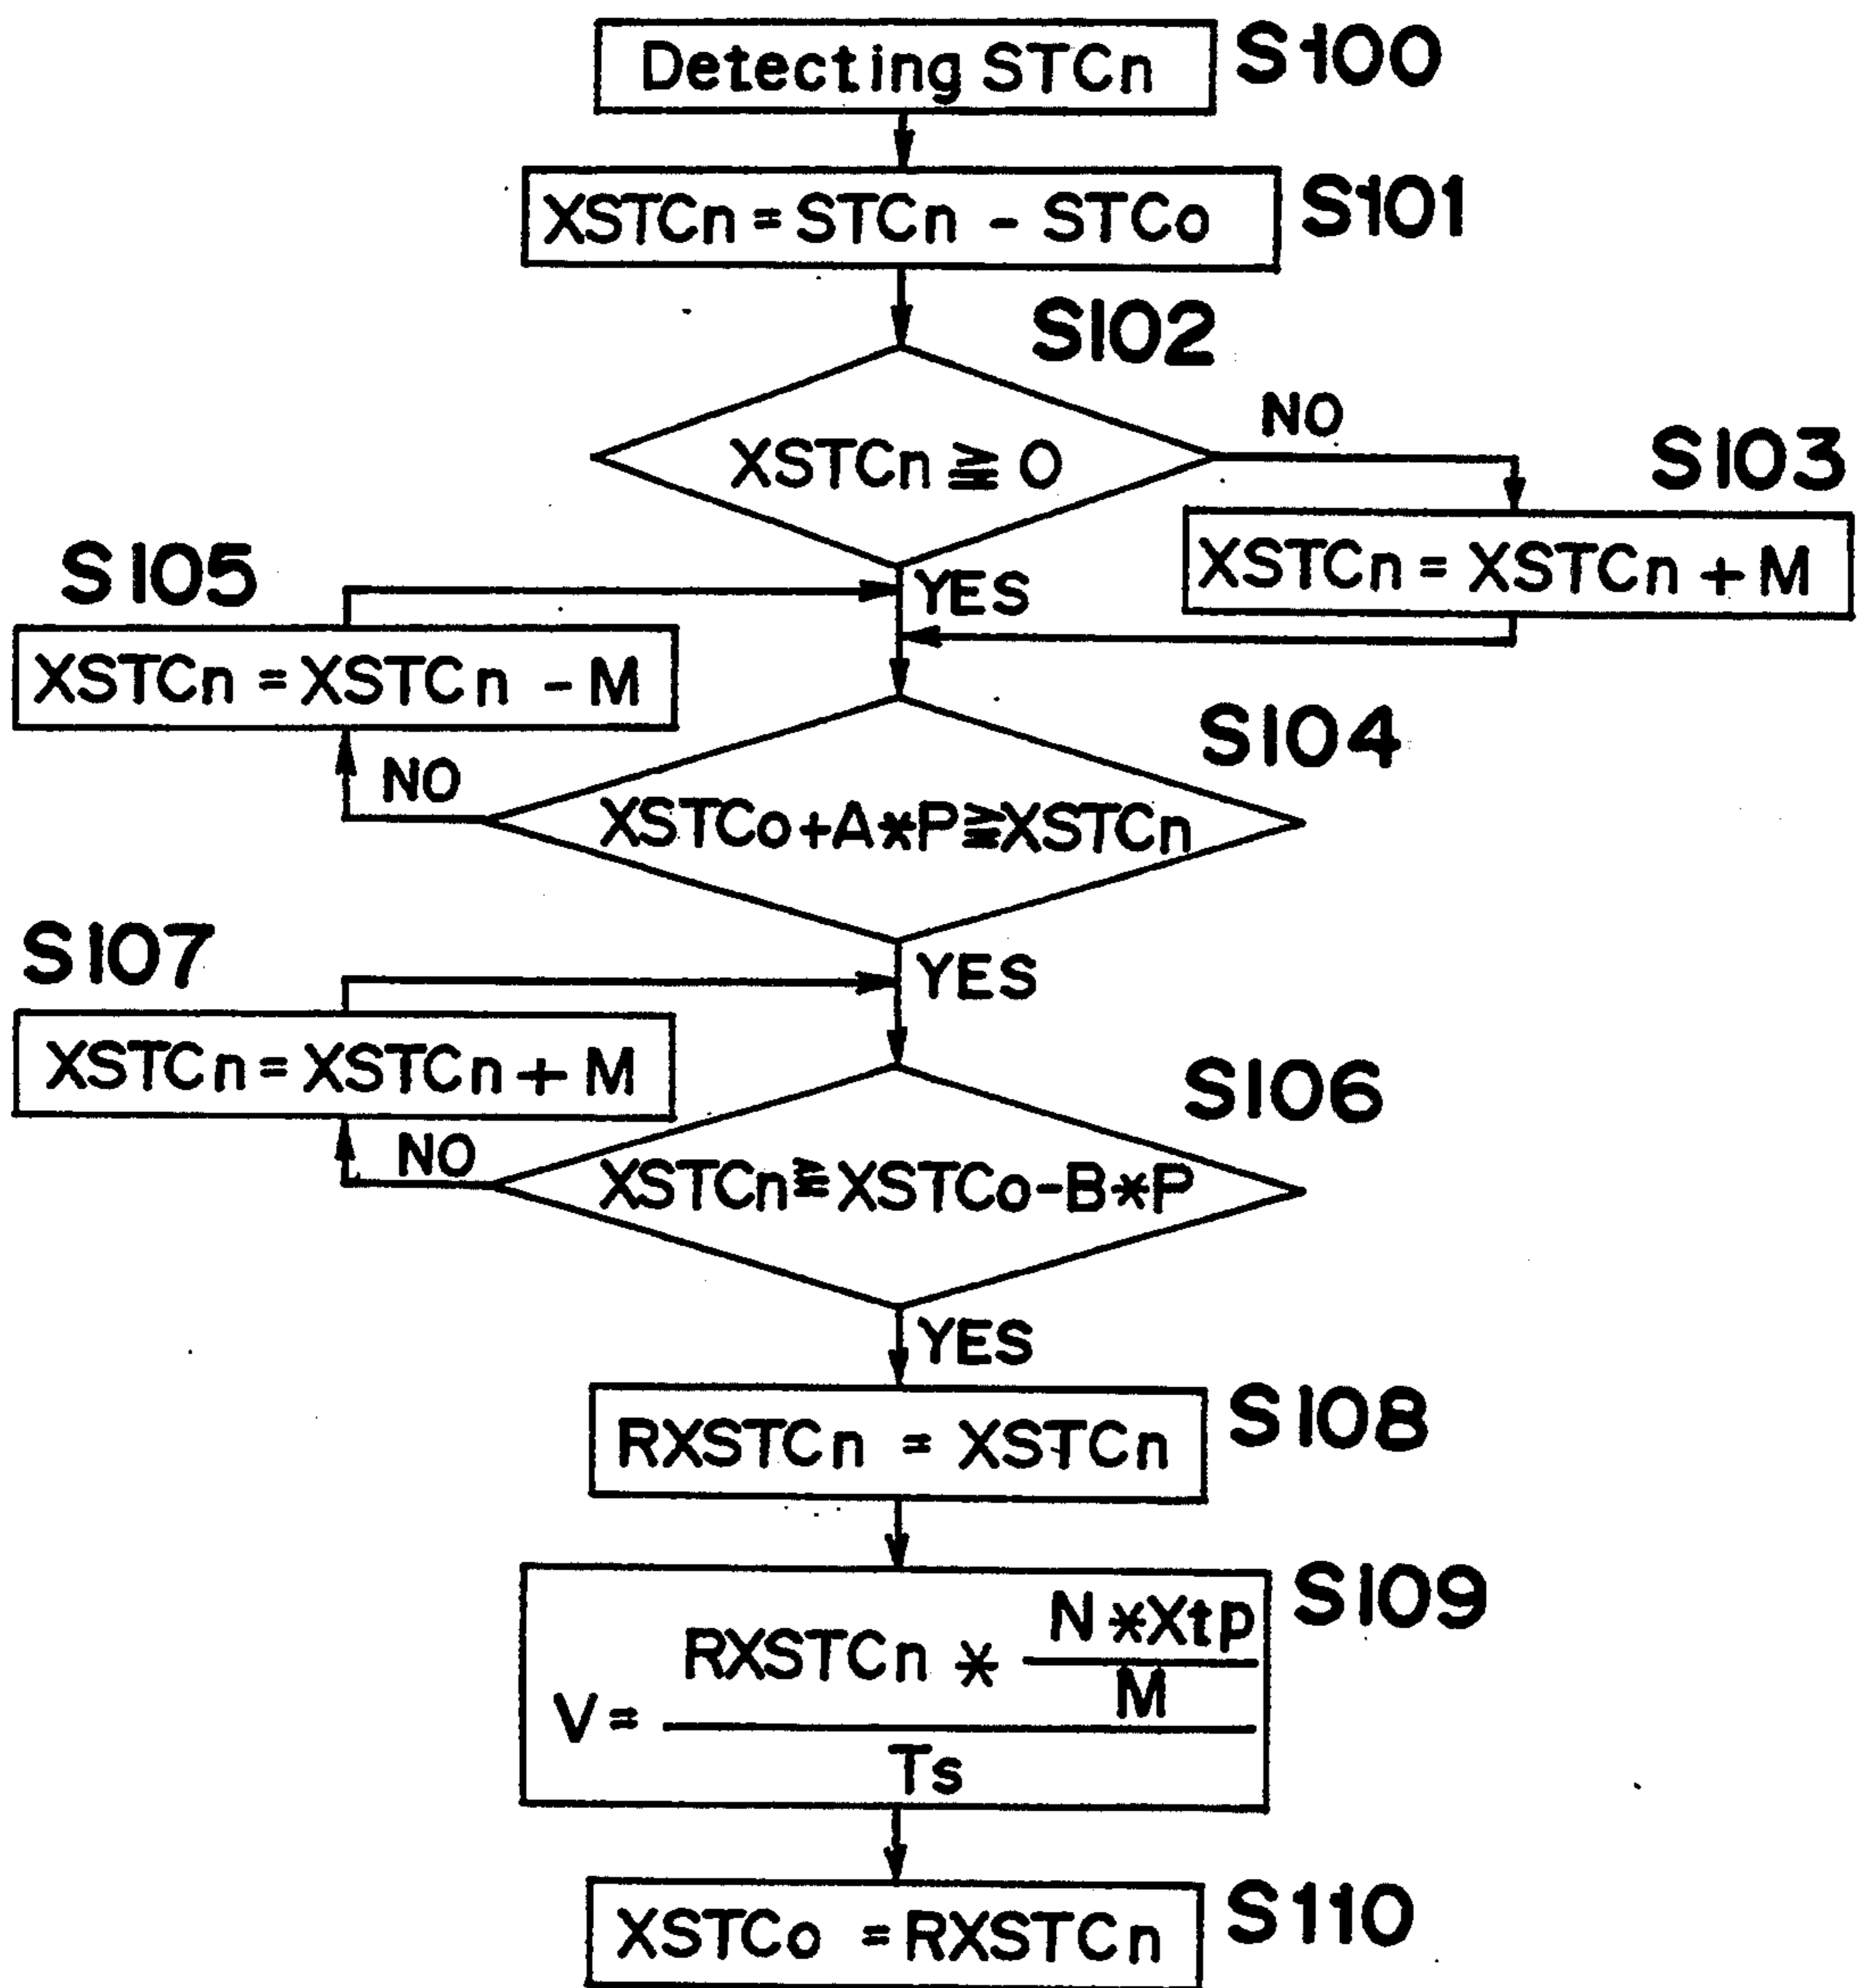 Detecting STCn S100
XSTCn = STCn - STCo S101
S102
XSTCn ≧ 0
NO
S103
XSTCn = XSTCn + M
YES
S105
XSTCn = XSTCn - M
NO
S104
XSTCo+A*P≧XSTCn
YES
S107
XSTCn = XSTCn + M
NO
S106
XSTCn≧XSTCo-B*P
YES
RXSTCn = XSTCn S108
S109
N*Xtp
RXSTCn *
M
V=
Ts
XSTCo = RXSTCn S110